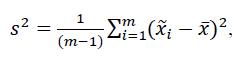 s² = 1/(m−1) ∑ᵢ₌₁ᵐ(x̃ᵢ − x̄)²,